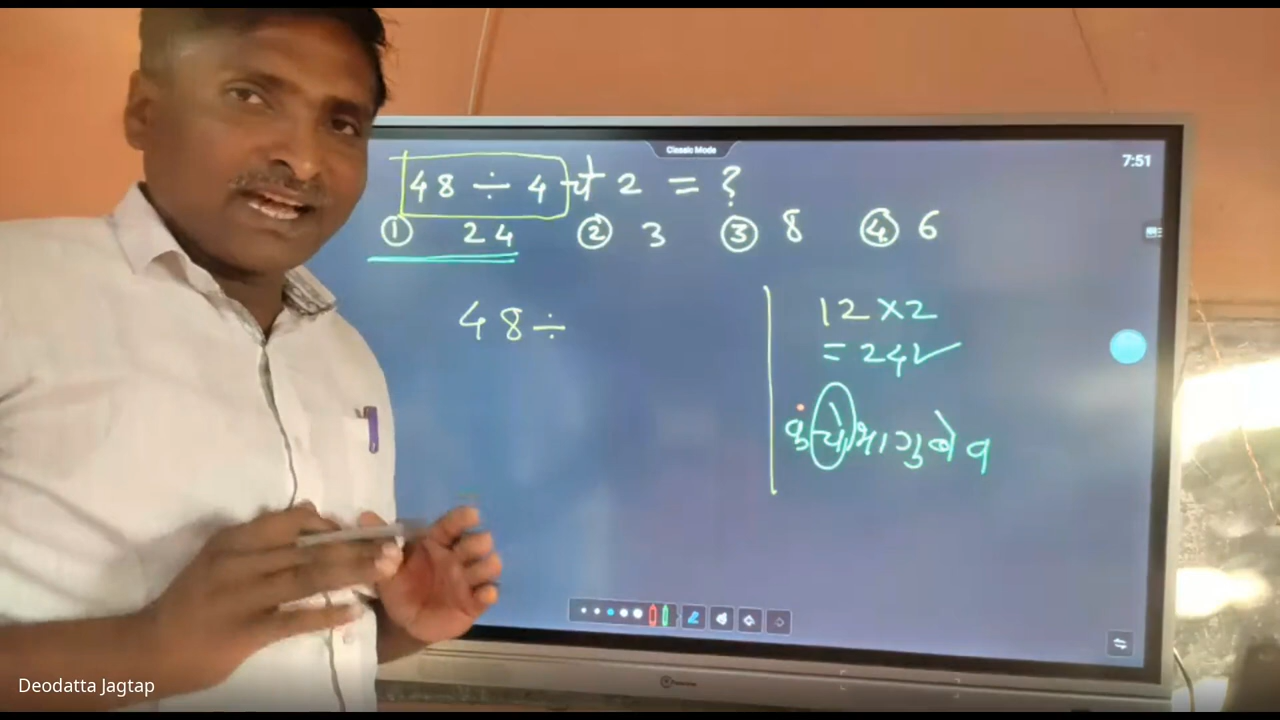 Classic Mode
7:51
48 ÷ 4 चे 2 = ?
① 24 ② 3 ③ 8 ④ 6
48 ÷
12 × 2
= 24 ✓
कंचेभागुबेव
Deodatta Jagtap